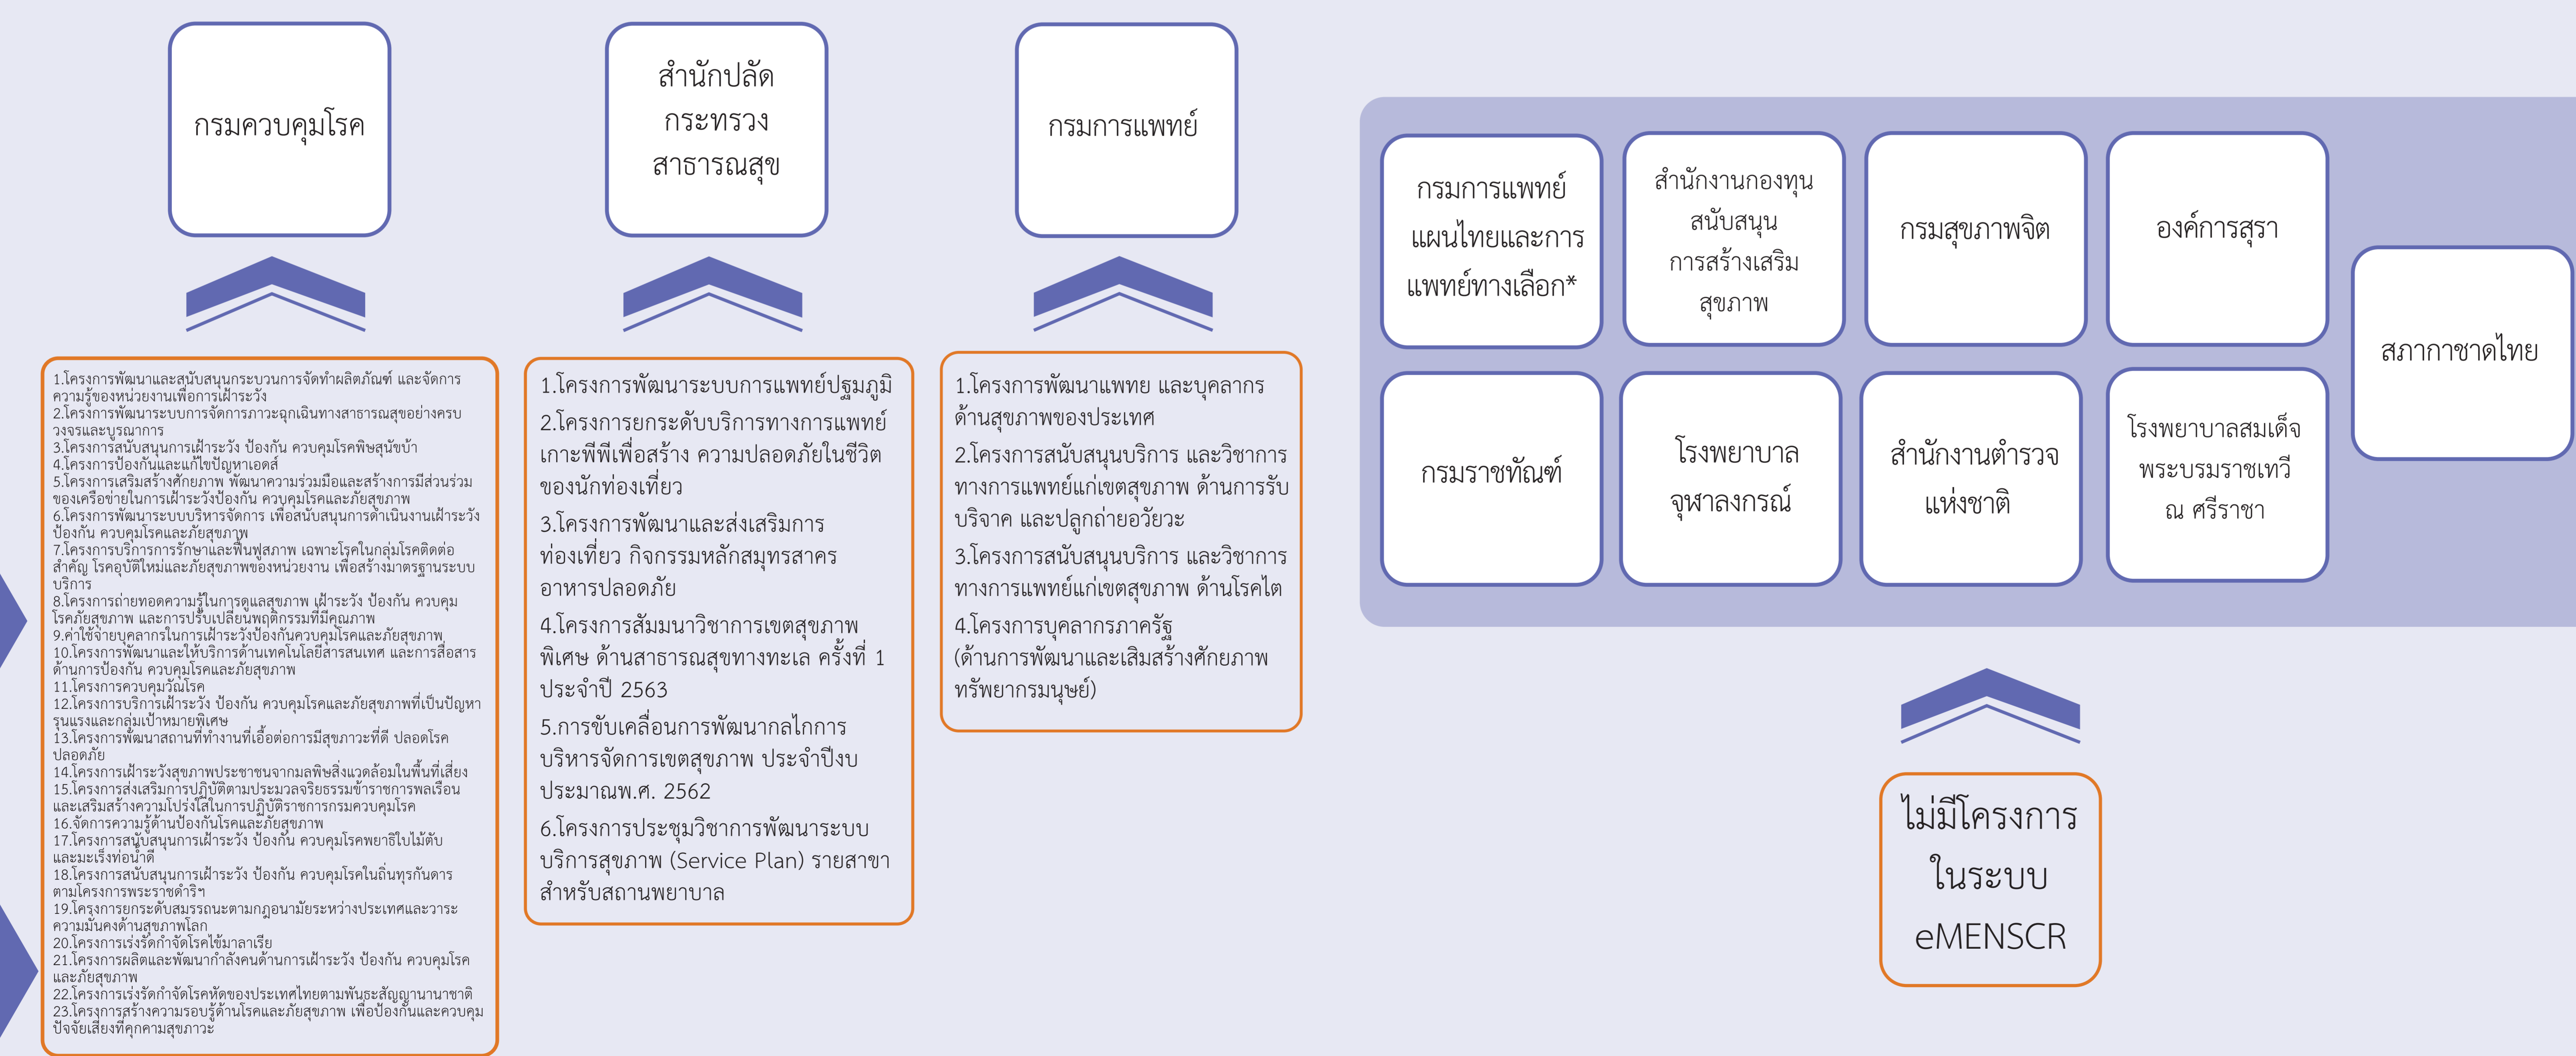 กรมควบคุมโรค
สำนักปลัด
กระทรวง
สาธารณสุข
กรมการแพทย์
1.โครงการพัฒนาและสนับสนุนกระบวนการจัดทำผลิตภัณฑ์ และจัดการ
ความรู้ของหน่วยงานเพื่อการเฝ้าระวัง
2.โครงการพัฒนาระบบการจัดการภาวะฉุกเฉินทางสาธารณสุขอย่างครบ
วงจรและบูรณาการ
3.โครงการสนับสนุนการเฝ้าระวัง ป้องกัน ควบคุมโรคพิษสุนัขบ้า
4.โครงการป้องกันและแก้ไขปัญหาเอดส์
5.โครงการเสริมสร้างศักยภาพ พัฒนาความร่วมมือและสร้างการมีส่วนร่วม
ของเครือข่ายในการเฝ้าระวังป้องกัน ควบคุมโรคและภัยสุขภาพ
6.โครงการพัฒนาระบบบริหารจัดการ เพื่อสนับสนุนการดำเนินงานเฝ้าระวัง
ป้องกัน ควบคุมโรคและภัยสุขภาพ
7.โครงการบริการการรักษาและฟื้นฟูสภาพ เฉพาะโรคในกลุ่มโรคติดต่อ
สำคัญ โรคอุบัติใหม่และภัยสุขภาพของหน่วยงาน เพื่อสร้างมาตรฐานระบบ
บริการ
8.โครงการถ่ายทอดความรู้ในการดูแลสุขภาพ เฝ้าระวัง ป้องกัน ควบคุม
โรคภัยสุขภาพ และการปรับเปลี่ยนพฤติกรรมที่มีคุณภาพ
9.ค่าใช้จ่ายบุคลากรในการเฝ้าระวังป้องกันควบคุมโรคและภัยสุขภาพ
10.โครงการพัฒนาและให้บริการด้านเทคโนโลยีสารสนเทศ และการสื่อสาร
ด้านการป้องกัน ควบคุมโรคและภัยสุขภาพ
11.โครงการควบคุมวัณโรค
12.โครงการบริการเฝ้าระวัง ป้องกัน ควบคุมโรคและภัยสุขภาพที่เป็นปัญหา
รุนแรงและกลุ่มเป้าหมายพิเศษ
13.โครงการพัฒนาสถานที่ทำงานที่เอื้อต่อการมีสุขภาวะที่ดี ปลอดโรค
ปลอดภัย
14.โครงการเฝ้าระวังสุขภาพประชาชนจากมลพิษสิ่งแวดล้อมในพื้นที่เสี่ยง
15.โครงการส่งเสริมการปฏิบัติตามประมวลจริยธรรมข้าราชการพลเรือน
และเสริมสร้างความโปร่งใสในการปฏิบัติราชการกรมควบคุมโรค
16.จัดการความรู้ด้านป้องกันโรคและภัยสุขภาพ
17.โครงการสนับสนุนการเฝ้าระวัง ป้องกัน ควบคุมโรคพยาธิใบไม้ตับ
และมะเร็งท่อน้ำดี
18.โครงการสนับสนุนการเฝ้าระวัง ป้องกัน ควบคุมโรคในถิ่นทุรกันดาร
ตามโครงการพระราชดำริฯ
19.โครงการยกระดับสมรรถนะตามกฎอนามัยระหว่างประเทศและวาระ
ความมั่นคงด้านสุขภาพโลก
20.โครงการเร่งรัดกำจัดโรคไข้มาลาเรีย
21.โครงการผลิตและพัฒนากำลังคนด้านการเฝ้าระวัง ป้องกัน ควบคุมโรค
และภัยสุขภาพ
22.โครงการเร่งรัดกำจัดโรคหัดของประเทศไทยตามพันธะสัญญานานาชาติ
23.โครงการสร้างความรอบรู้ด้านโรคและภัยสุขภาพ เพื่อป้องกันและควบคุม
ปัจจัยเสี่ยงที่คุกคามสุขภาวะ
1.โครงการพัฒนาระบบการแพทย์ปฐมภูมิ
2.โครงการยกระดับบริการทางการแพทย์
เกาะพีพีเพื่อสร้าง ความปลอดภัยในชีวิต
ของนักท่องเที่ยว
3.โครงการพัฒนาและส่งเสริมการ
ท่องเที่ยว กิจกรรมหลักสมุทรสาคร
อาหารปลอดภัย
4.โครงการสัมมนาวิชาการเขตสุขภาพ
พิเศษ ด้านสาธารณสุขทางทะเล ครั้งที่ 1
ประจำปี 2563
5.การขับเคลื่อนการพัฒนากลไกการ
บริหารจัดการเขตสุขภาพ ประจำปีงบ
ประมาณพ.ศ. 2562
6.โครงการประชุมวิชาการพัฒนาระบบ
บริการสุขภาพ (Service Plan) รายสาขา
สำหรับสถานพยาบาล
1.โครงการพัฒนาแพทย และบุคลากร
ด้านสุขภาพของประเทศ
2.โครงการสนับสนุนบริการ และวิชาการ
ทางการแพทย์แก่เขตสุขภาพ ด้านการรับ
บริจาค และปลูกถ่ายอวัยวะ
3.โครงการสนับสนุนบริการ และวิชาการ
ทางการแพทย์แก่เขตสุขภาพ ด้านโรคไต
4.โครงการบุคลากรภาครัฐ
(ด้านการพัฒนาและเสิมสร้างศักยภาพ
ทรัพยากรมนุษย์)
กรมการแพทย์
แผนไทยและการ
แพทย์ทางเลือก*
สำนักงานกองทุน
สนับสนุน
การสร้างเสริม
สุขภาพ
กรมสุขภาพจิต
องค์การสุรา
สภากาชาดไทย
กรมราชทัณฑ์
โรงพยาบาล
จุฬาลงกรณ์
สำนักงานตำรวจ
แห่งชาติ
โรงพยาบาลสมเด็จ
พระบรมราชเทวี
ณ ศรีราชา
ไม่มีโครงการ
ในระบบ
eMENSCR